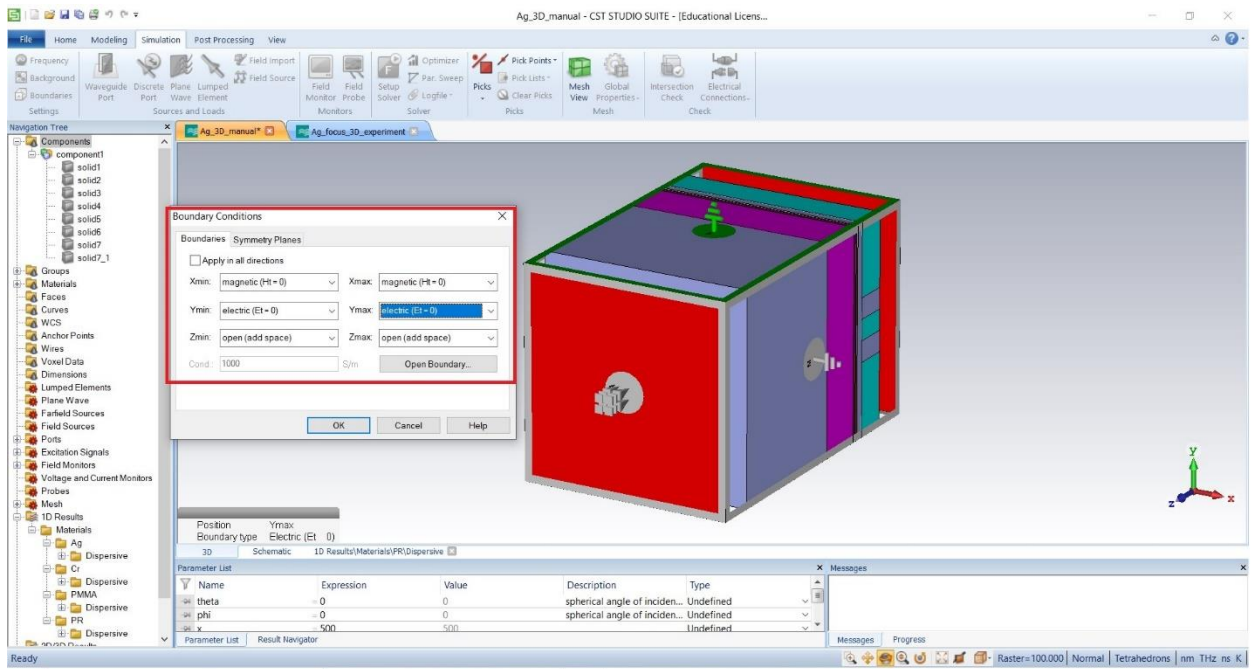 Ag_3D_manual - CST STUDIO SUITE - [Educational Licens...
File Home Modeling Simulation Post Processing View
Frequency
Background
Boundaries
Settings
Waveguide Port
Discrete Port
Plane Wave
Lumped Element
Field Import
Field Source
Sources and Loads
Field Monitor
Field Probe
Monitors
Setup Solver
Optimizer
Par. Sweep
Logfile
Solver
Picks
Pick Points
Pick Lists
Clear Picks
Picks
Mesh View
Global Properties
Mesh
Intersection Check
Electrical Connections
Check
Navigation Tree
Components
component1
solid1
solid2
solid3
solid4
solid5
solid6
solid7
solid7_1
Groups
Materials
Faces
Curves
WCS
Anchor Points
Wires
Voxel Data
Dimensions
Lumped Elements
Plane Wave
Farfield Sources
Field Sources
Ports
Excitation Signals
Field Monitors
Voltage and Current Monitors
Probes
Mesh
1D Results
Materials
Ag
Dispersive
Cr
Dispersive
PMMA
Dispersive
PR
Dispersive
Ag_3D_manual*
Ag_focus_3D_experiment
Boundary Conditions
Boundaries Symmetry Planes
Apply in all directions
Xmin: magnetic (Ht = 0) Xmax: magnetic (Ht = 0)
Ymin: electric (Et = 0) Ymax: electric (Et = 0)
Zmin: open (add space) Zmax: open (add space)
Cond.: 1000 S/m Open Boundary...
OK Cancel Help
y
x
z
Position Ymax
Boundary type Electric (Et 0)
3D Schematic 1D Results\Materials\PR\Dispersive
Parameter List
Name Expression Value Description Type
theta = 0 0 spherical angle of inciden... Undefined
phi = 0 0 spherical angle of inciden... Undefined
x = 500 500 Undefined
Parameter List Result Navigator
Messages
Messages Progress
Ready
Raster=100.000 Normal Tetrahedrons nm THz ns K